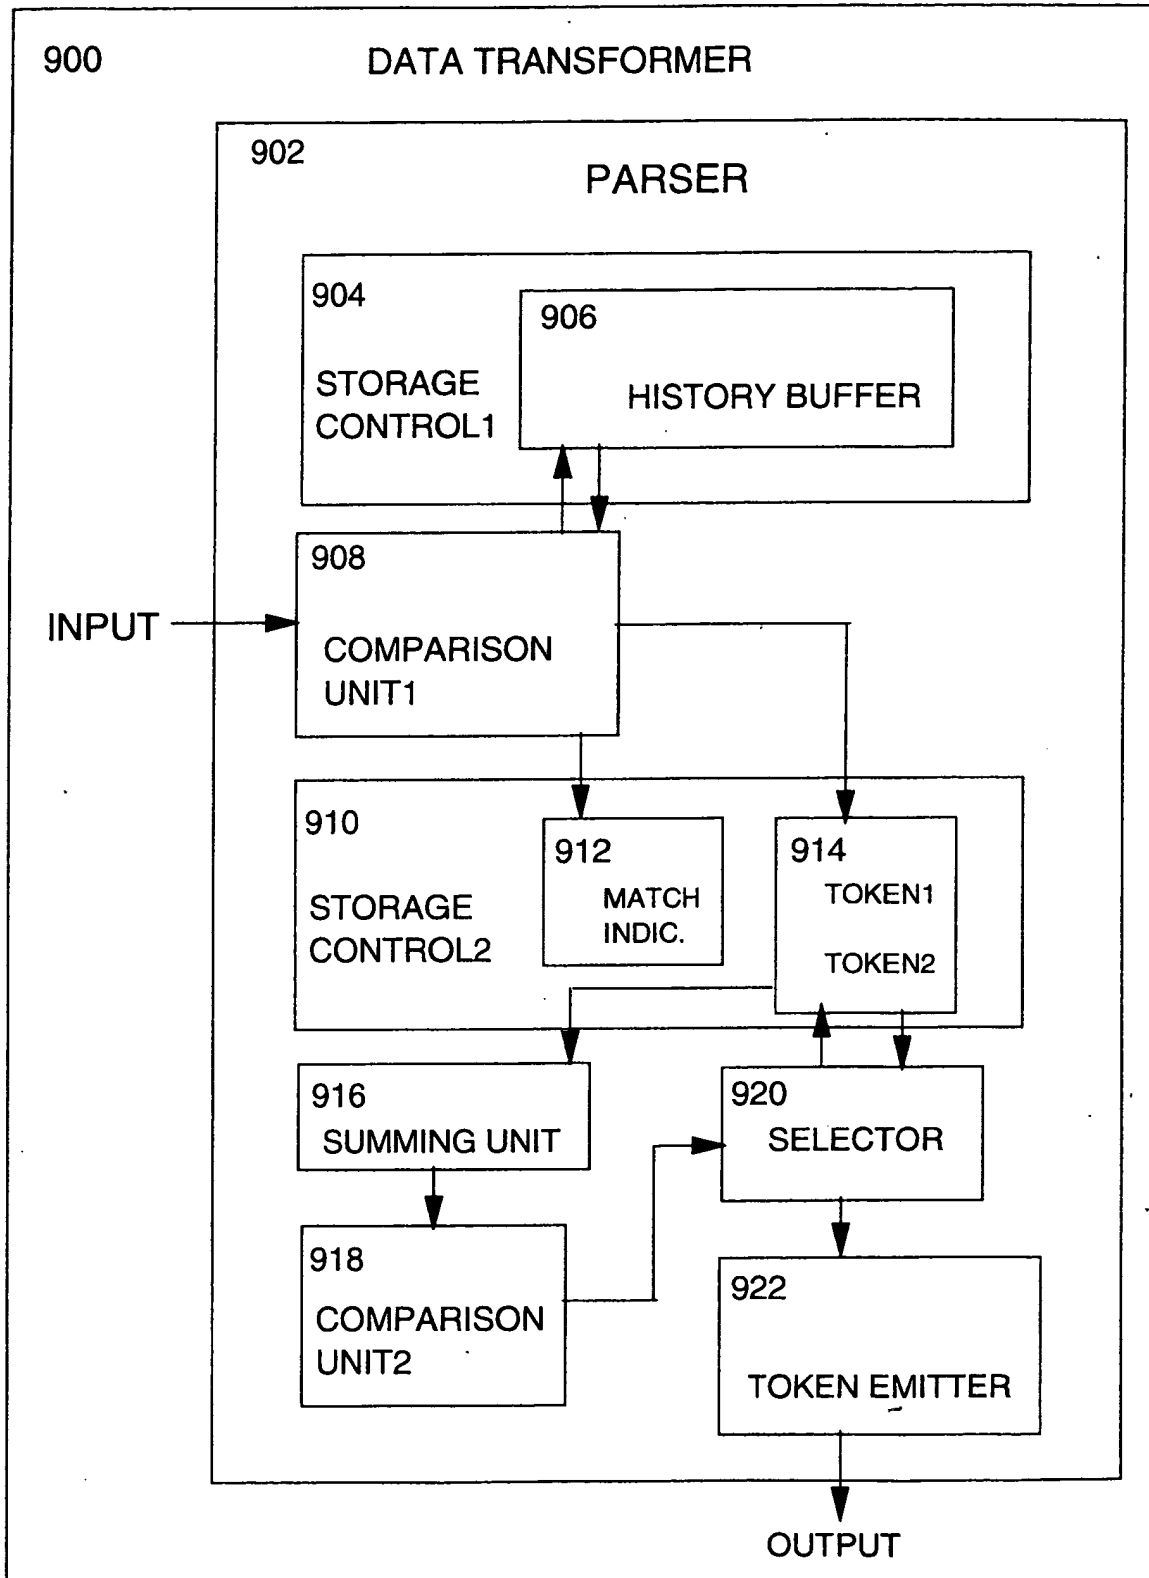 900
DATA TRANSFORMER
902
PARSER
904
906
STORAGE
CONTROL1
HISTORY BUFFER
908
INPUT
COMPARISON
UNIT1
910
912
914
MATCH
INDIC.
TOKEN1
STORAGE
CONTROL2
TOKEN2
916
SUMMING UNIT
920
SELECTOR
918
COMPARISON
UNIT2
922
TOKEN EMITTER
OUTPUT